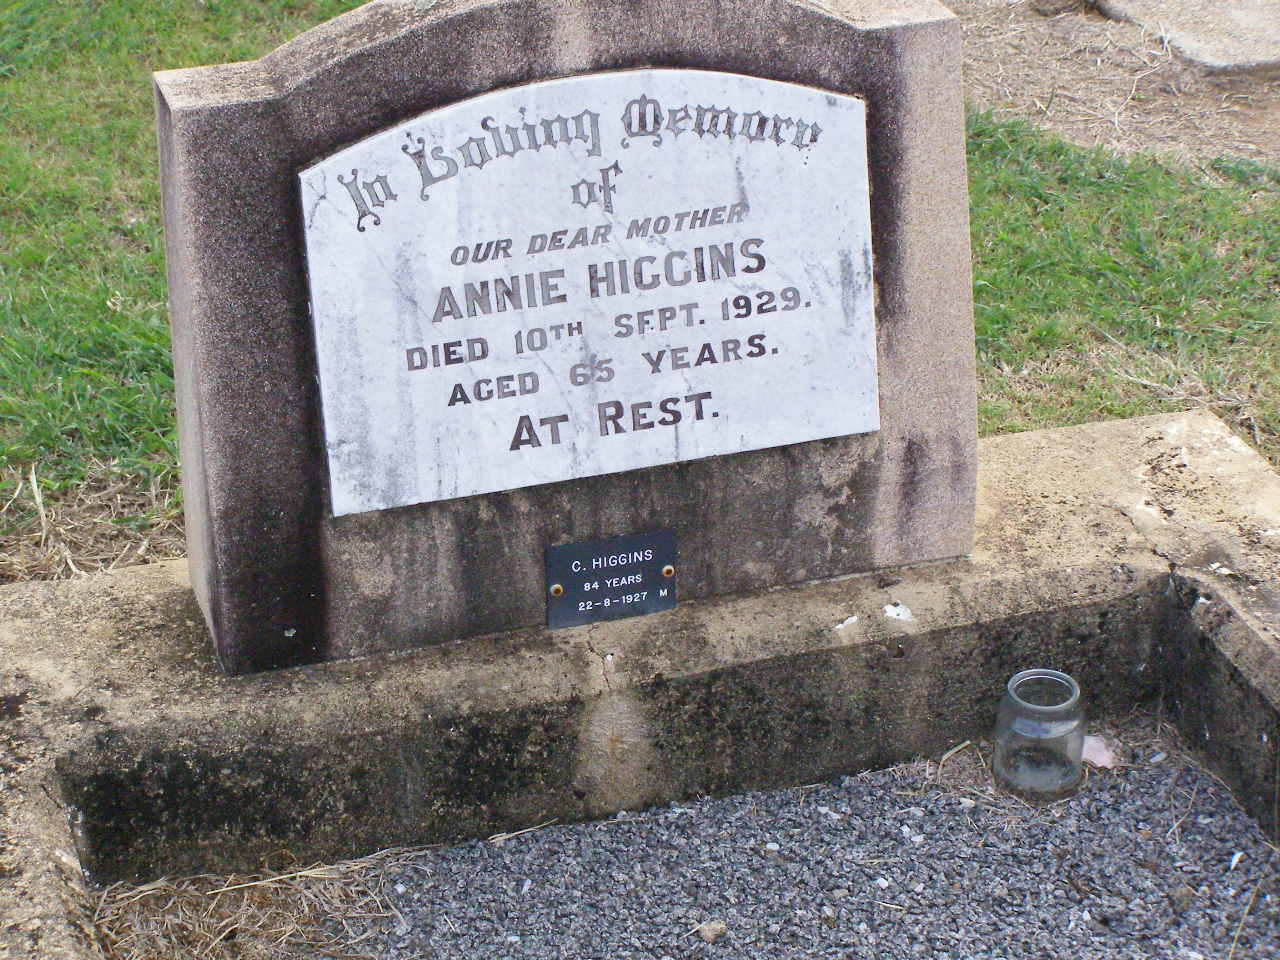 In Loving Memory
of
OUR DEAR MOTHER
ANNIE HIGGINS
DIED 10TH SEPT. 1929.
AGED 65 YEARS.
AT REST.
C. HIGGINS
84 YEARS
22-8-1927 M